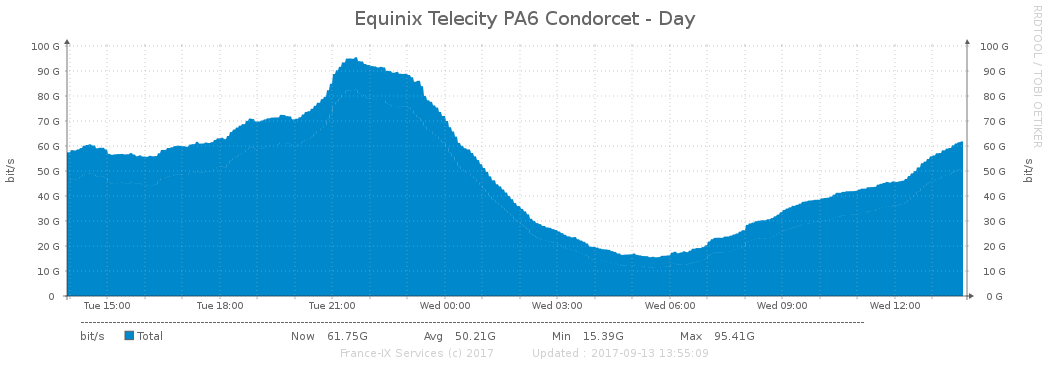 Equinix Telecity PA6 Condorcet - Day
RRDTOOL / TOBI OETIKER
100 G 100 G
90 G 90 G
80 G 80 G
70 G 70 G
60 G 60 G
50 G 50 G
40 G 40 G
30 G 30 G
20 G 20 G
10 G 10 G
0 0 G
bit/s bit/s
Tue 15:00 Tue 18:00 Tue 21:00 Wed 00:00 Wed 03:00 Wed 06:00 Wed 09:00 Wed 12:00
bit/s Total Now 61.75G Avg 50.21G Min 15.39G Max 95.41G
France-IX Services (c) 2017 Updated : 2017-09-13 13:55:09